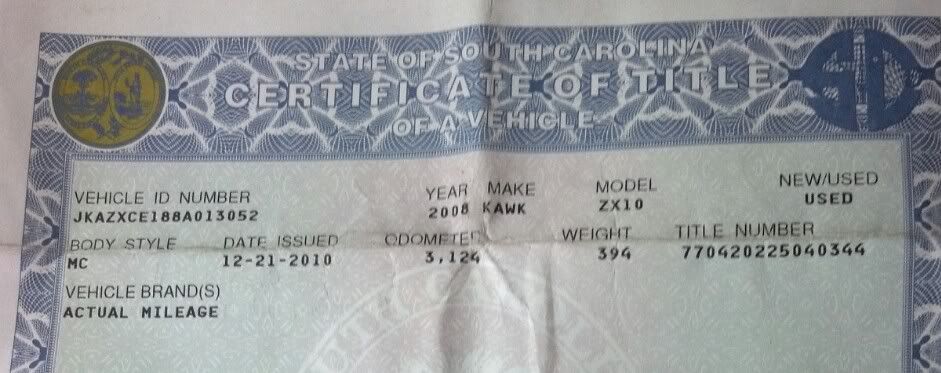 STATE OF SOUTH CAROLINA
CERTIFICATE OF TITLE
OF A VEHICLE
VEHICLE ID NUMBER YEAR MAKE MODEL NEW/USED
JKAZXCE188A013052 2008 KAWK ZX10 USED
BODY STYLE DATE ISSUED ODOMETER WEIGHT TITLE NUMBER
MC 12-21-2010 3,124 394 770420225040344
VEHICLE BRAND(S)
ACTUAL MILEAGE